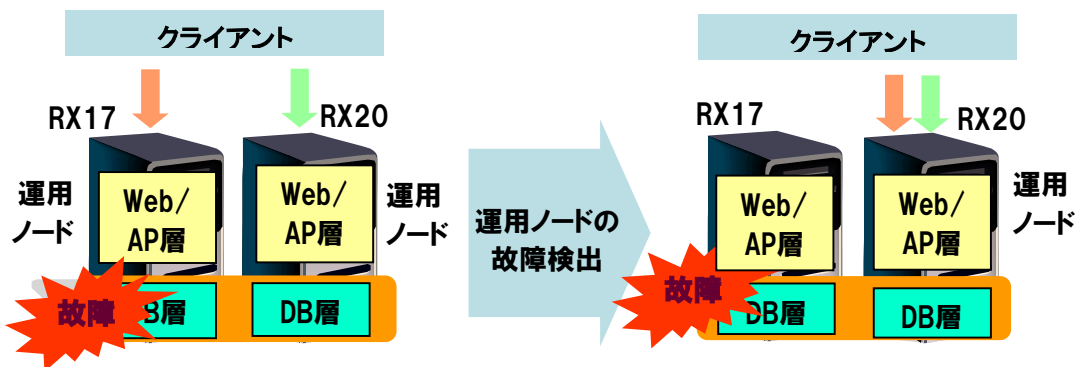 クライアント
RX17
RX20
運用
ノード
Web/
AP層
Web/
AP層
運用
ノード
故障
B層
DB層
運用ノードの
故障検出
クライアント
RX17
RX20
Web/
AP層
Web/
AP層
運用
ノード
故障
DB層
DB層